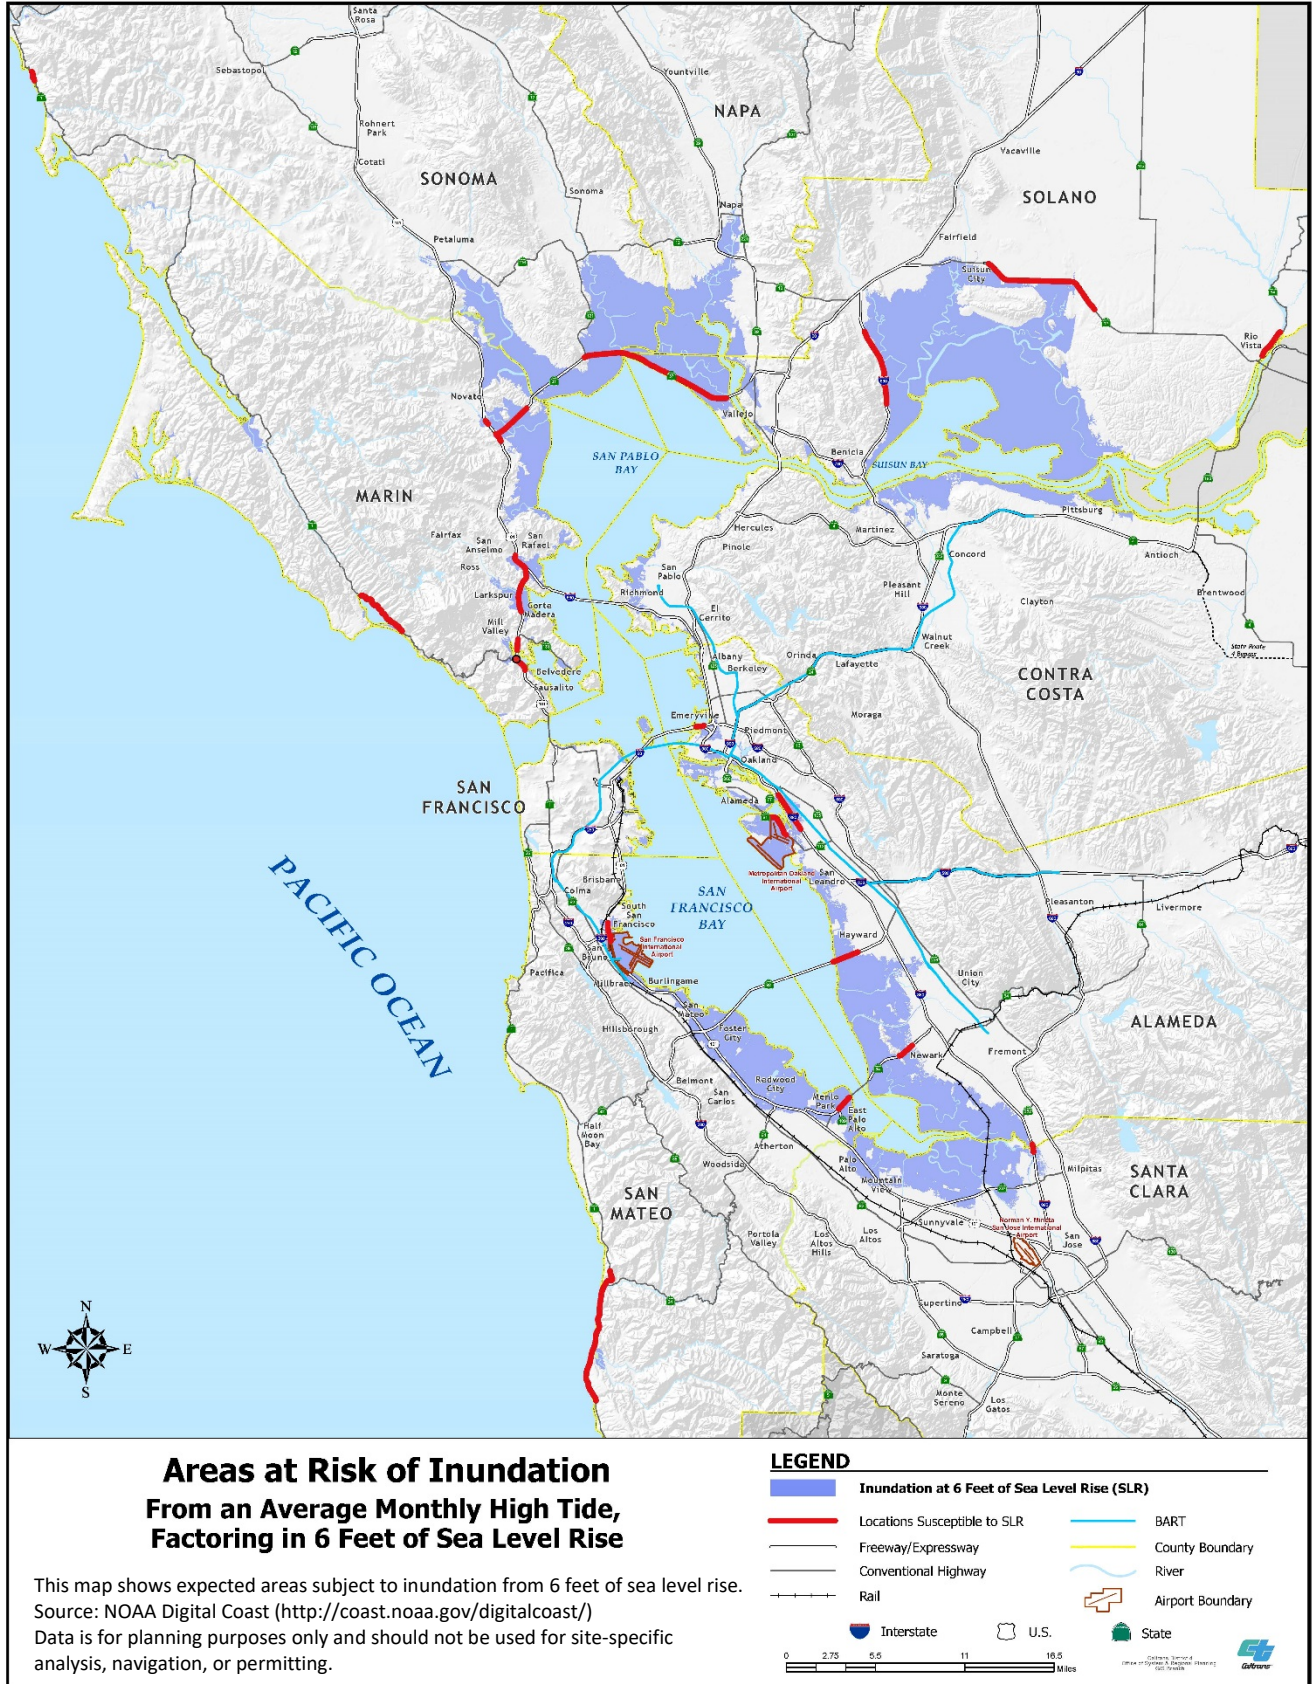 Santa
Rosa
Sebastopol
Yountville
NAPA
Rohnert
Park
Cotati
Vacaville
SONOMA
Sonoma
SOLANO
Napa
Petaluma
Fairfield
Suisun
City
Rio
Vista
Novato
Vallejo
SAN PABLO
BAY
Benicia
SUISUN BAY
MARIN
Pittsburg
Hercules
Martinez
Fairfax
San
Anselmo
San
Rafael
Pinole
Concord
Antioch
Ross
San
Pablo
Larkspur
Richmond
Pleasant
Hill
Brentwood
Corte
Madera
El
Cerrito
Clayton
Mill
Valley
Walnut
Creek
State Route
4 Bypass
Albany
Orinda
Belvedere
Berkeley
Lafayette
CONTRA
COSTA
Sausalito
Emeryville
Moraga
Piedmont
Oakland
SAN
FRANCISCO
Alameda
PACIFIC OCEAN
Metropolitan Oakland
International
Airport
San
Leandro
Brisbane
Colma
SAN
FRANCISCO
BAY
Pleasanton
Livermore
South
San
Francisco
San Francisco
International
Airport
Hayward
San
Bruno
Pacifica
Millbrae
Burlingame
Union
City
San
Mateo
ALAMEDA
Hillsborough
Foster
City
Newark
Fremont
Belmont
Redwood
City
San
Carlos
Menlo
Park
East
Palo
Alto
Half
Moon
Bay
Atherton
Woodside
Palo
Alto
Milpitas
SANTA
CLARA
Mountain
View
SAN
MATEO
Sunnyvale
Norman Y. Mineta
San Jose International
Airport
Portola
Valley
Los
Altos
Hills
Los
Altos
San
Jose
N
W
E
S
Cupertino
Campbell
Saratoga
Monte
Sereno
Los
Gatos
Areas at Risk of Inundation
From an Average Monthly High Tide,
Factoring in 6 Feet of Sea Level Rise
This map shows expected areas subject to inundation from 6 feet of sea level rise.
Source: NOAA Digital Coast (http://coast.noaa.gov/digitalcoast/)
Data is for planning purposes only and should not be used for site-specific
analysis, navigation, or permitting.
LEGEND
Inundation at 6 Feet of Sea Level Rise (SLR)
Locations Susceptible to SLR
BART
Freeway/Expressway
County Boundary
Conventional Highway
River
Rail
Airport Boundary
Interstate
U.S.
State
0 2.75 5.5 11 16.5
Miles
Caltrans